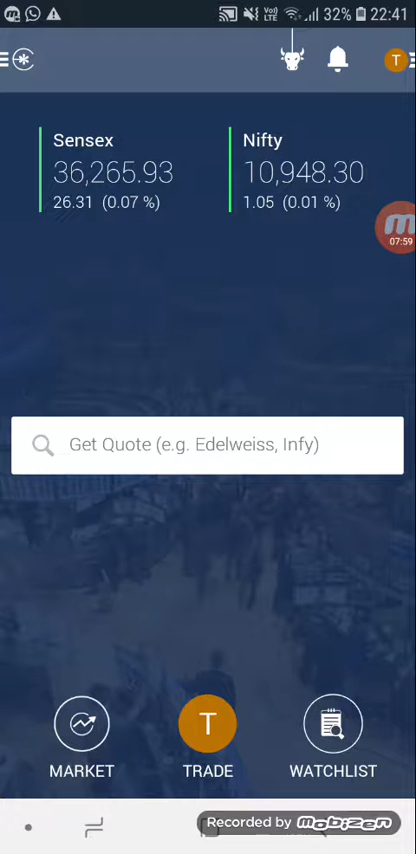 32% 22:41
T
Sensex
Nifty
36,265.93
10,948.30
26.31 (0.07 %)
1.05 (0.01 %)
m
07:59
Get Quote (e.g. Edelweiss, Infy)
T
MARKET
TRADE
WATCHLIST
Recorded by mobizen